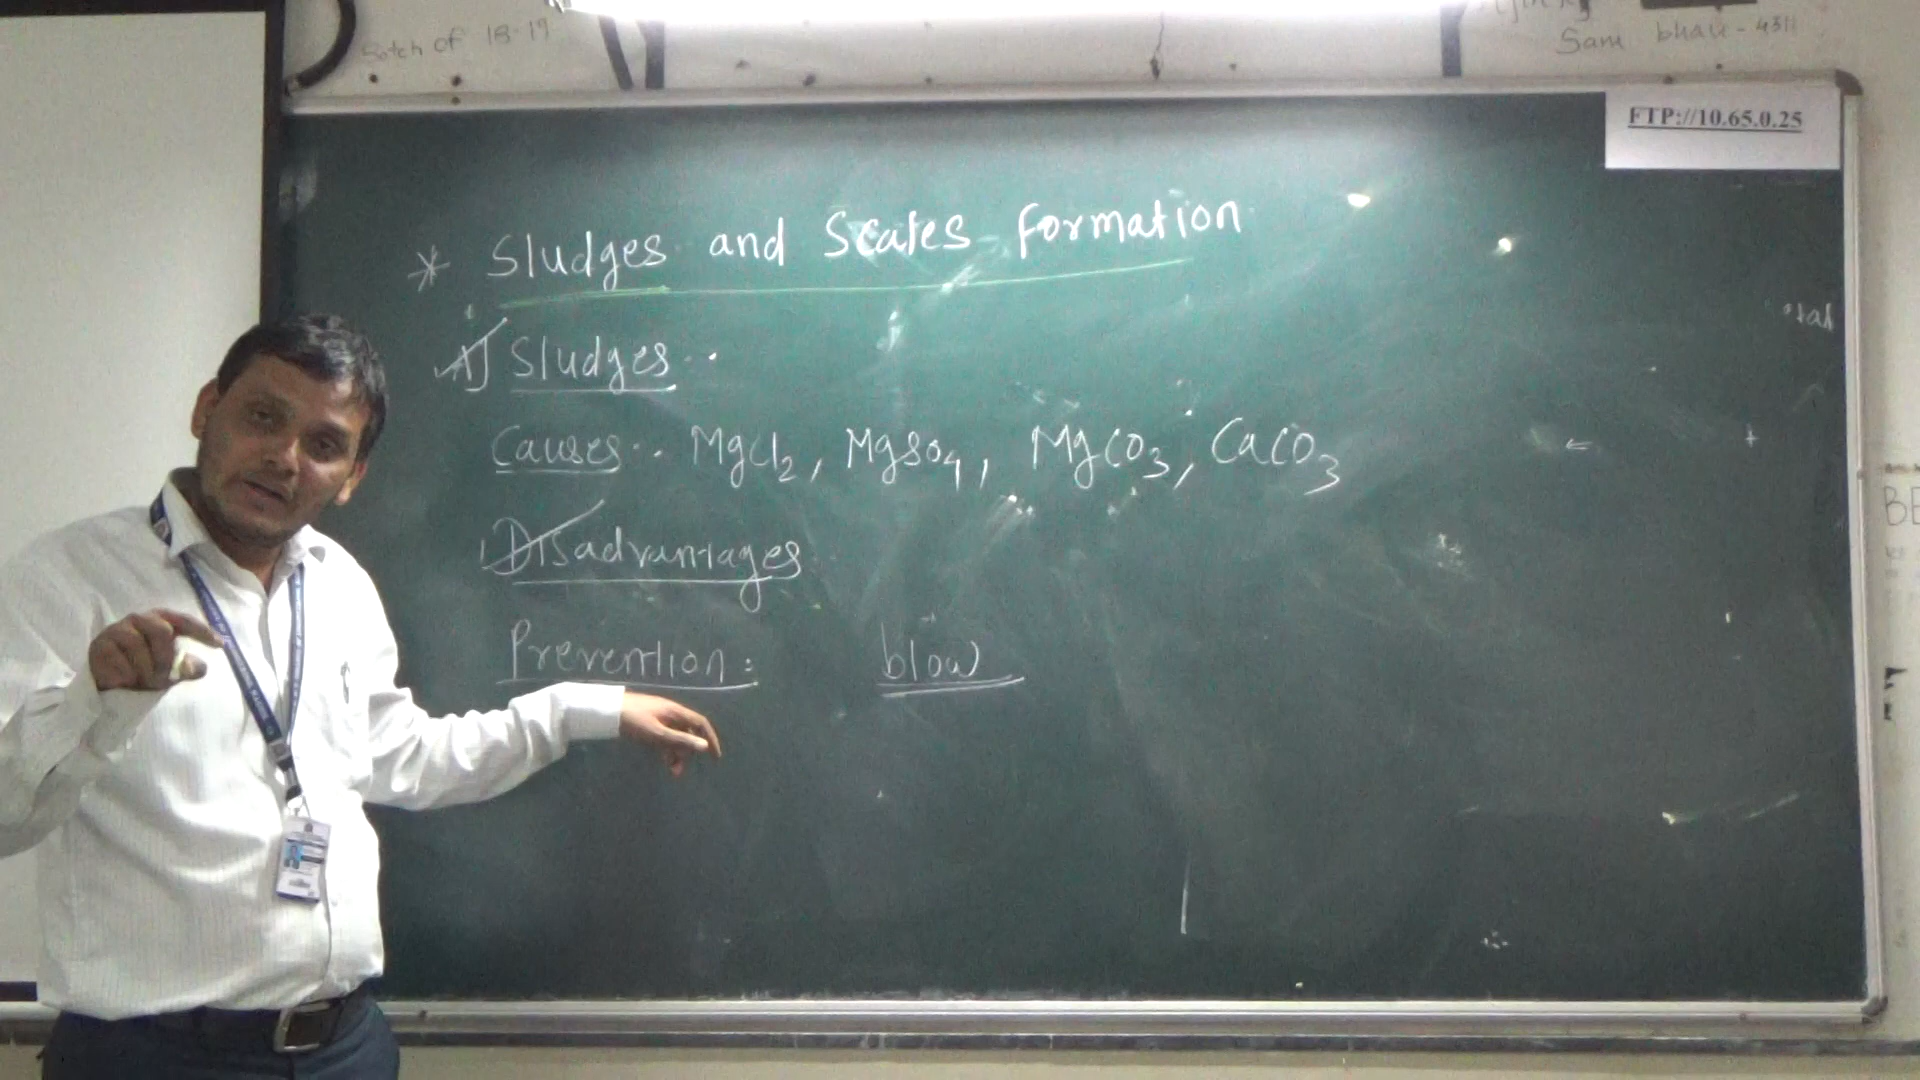 Batch of 18-19
Sam bhau - 4311
FTP://10.65.0.25
* Sludges and Scales formation
A] Sludges :
Causes :- MgCl2, MgSO4, MgCO3, CaCO3
Disadvantages
Prevention : blow
BE